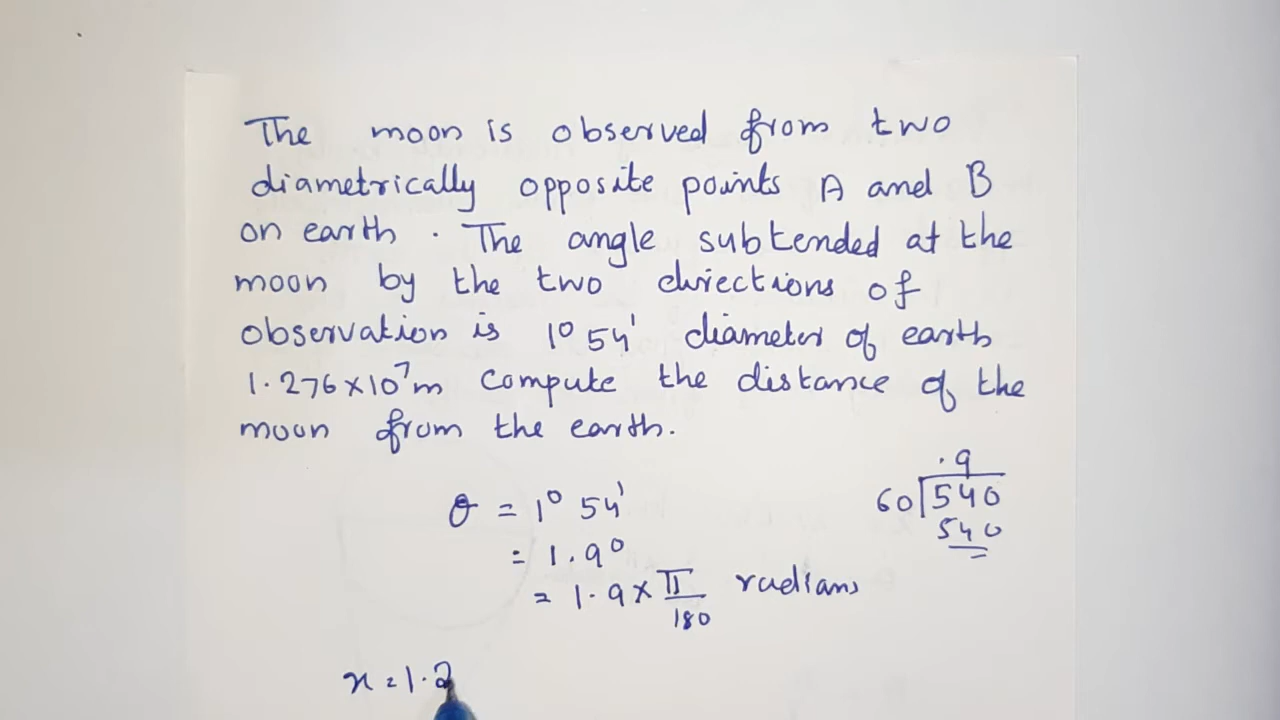 The moon is observed from two
diametrically opposite points A and B
on earth . The angle subtended at the
moon by the two directions of
observation is 1° 54' diameter of earth
1.276×10⁷m compute the distance of the
moon from the earth.
θ = 1° 54'
= 1.9°
= 1.9 × π/180 radians
.9
60)540
540
x = 1.2